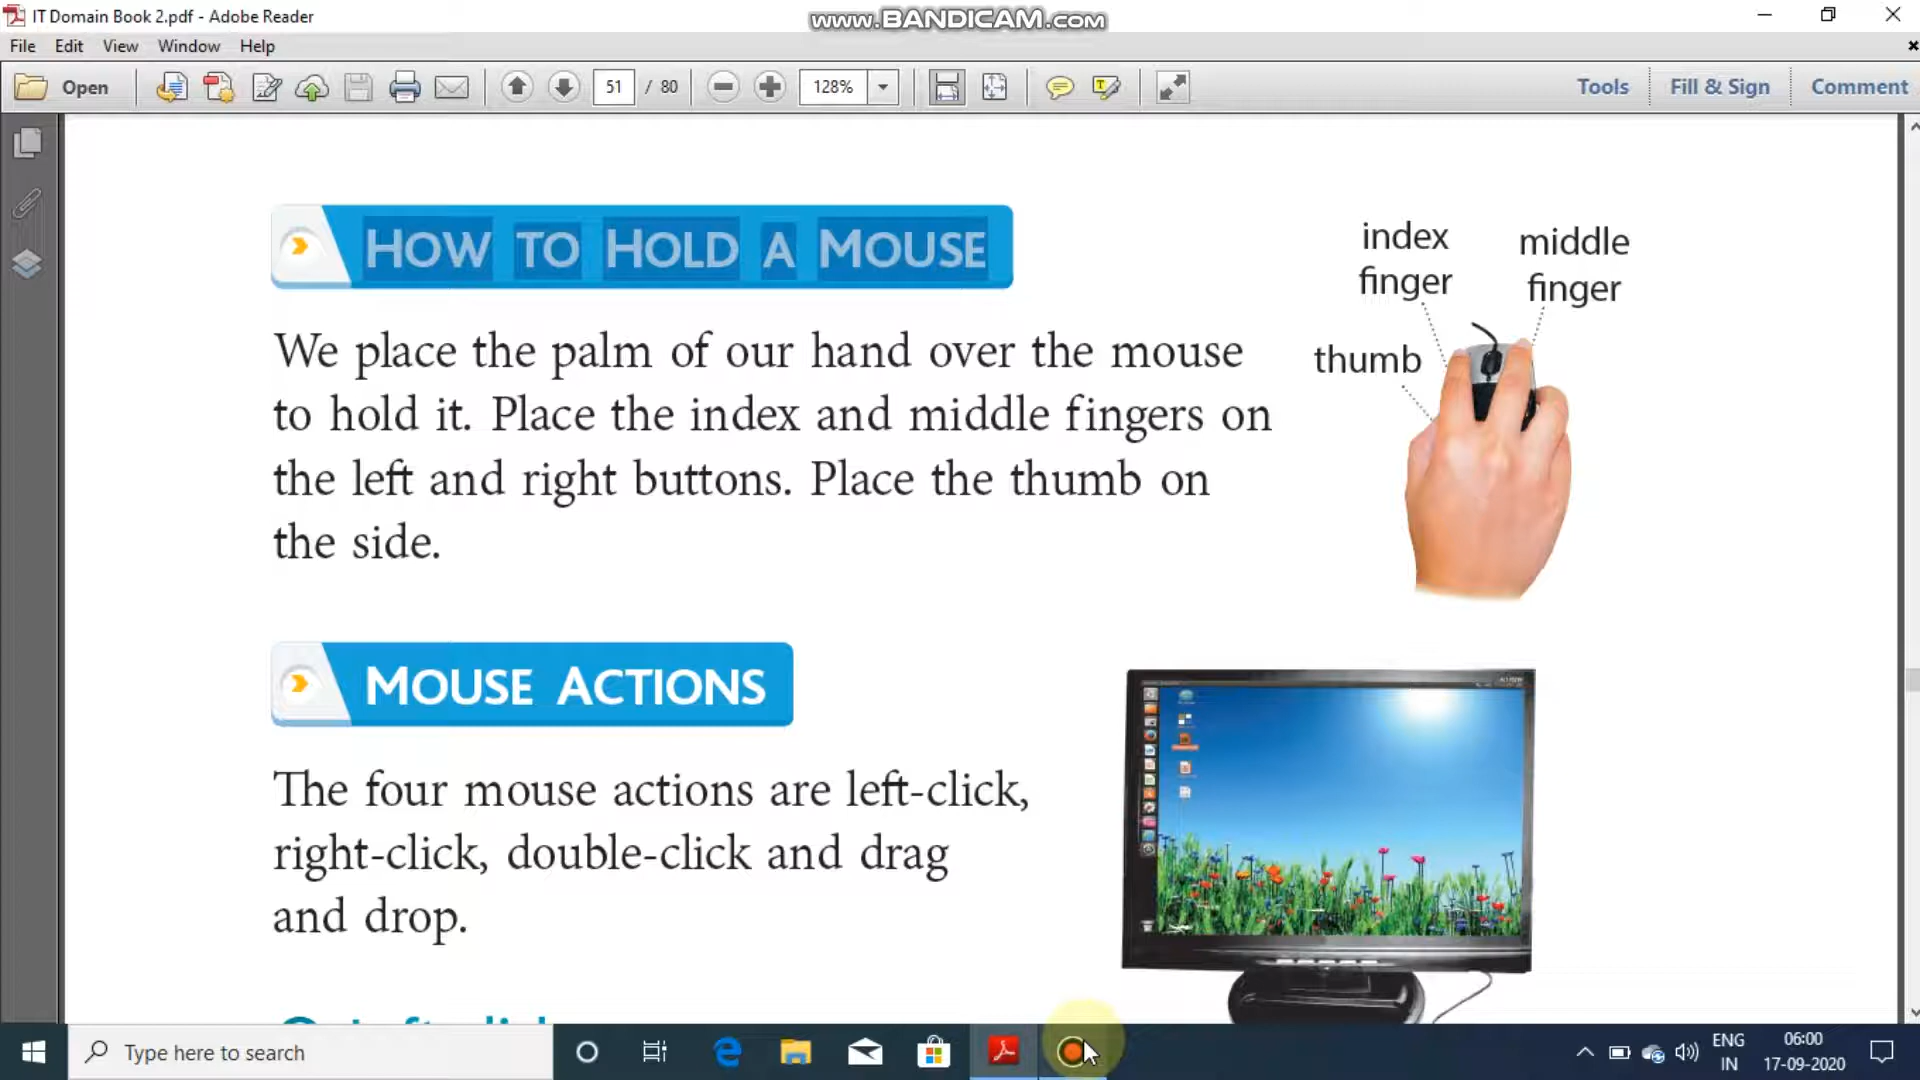 IT Domain Book 2.pdf - Adobe Reader
www.BANDICAM.com
File Edit View Window Help
Open
51 / 80
128%
Tools Fill & Sign Comment
HOW TO HOLD A MOUSE
We place the palm of our hand over the mouse
to hold it. Place the index and middle fingers on
the left and right buttons. Place the thumb on
the side.
index
finger
middle
finger
thumb
MOUSE ACTIONS
The four mouse actions are left-click,
right-click, double-click and drag
and drop.
Type here to search
ENG
IN
06:00
17-09-2020